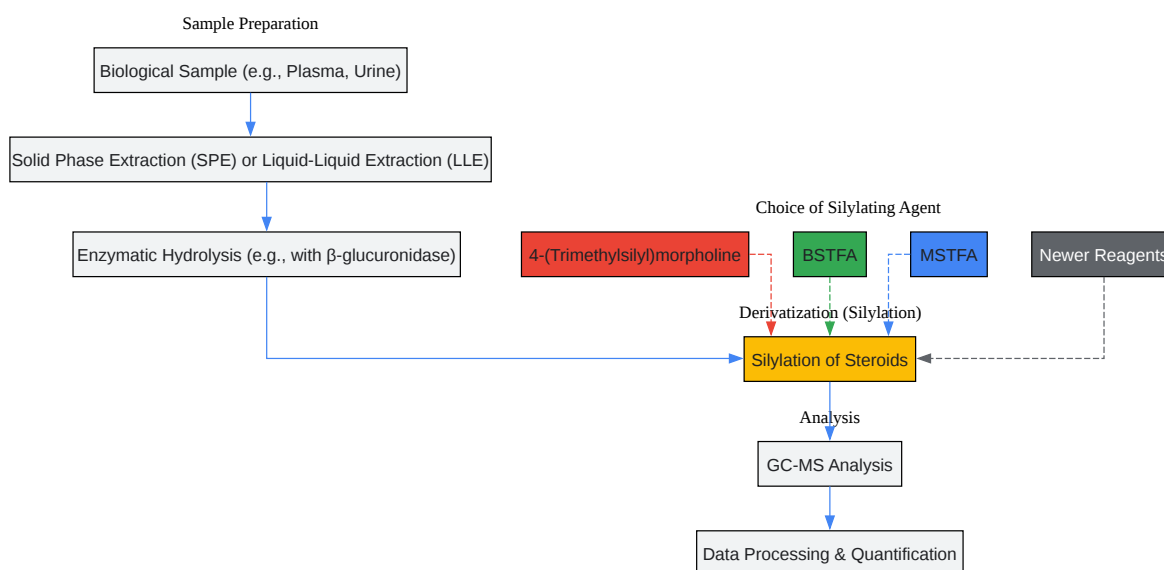 Sample Preparation
Biological Sample (e.g., Plasma, Urine)
Solid Phase Extraction (SPE) or Liquid-Liquid Extraction (LLE)
Enzymatic Hydrolysis (e.g., with β-glucuronidase)
Choice of Silylating Agent
4-(Trimethylsilyl)morpholine
BSTFA
MSTFA
Newer Reagents
Derivatization (Silylation)
Silylation of Steroids
Analysis
GC-MS Analysis
Data Processing & Quantification